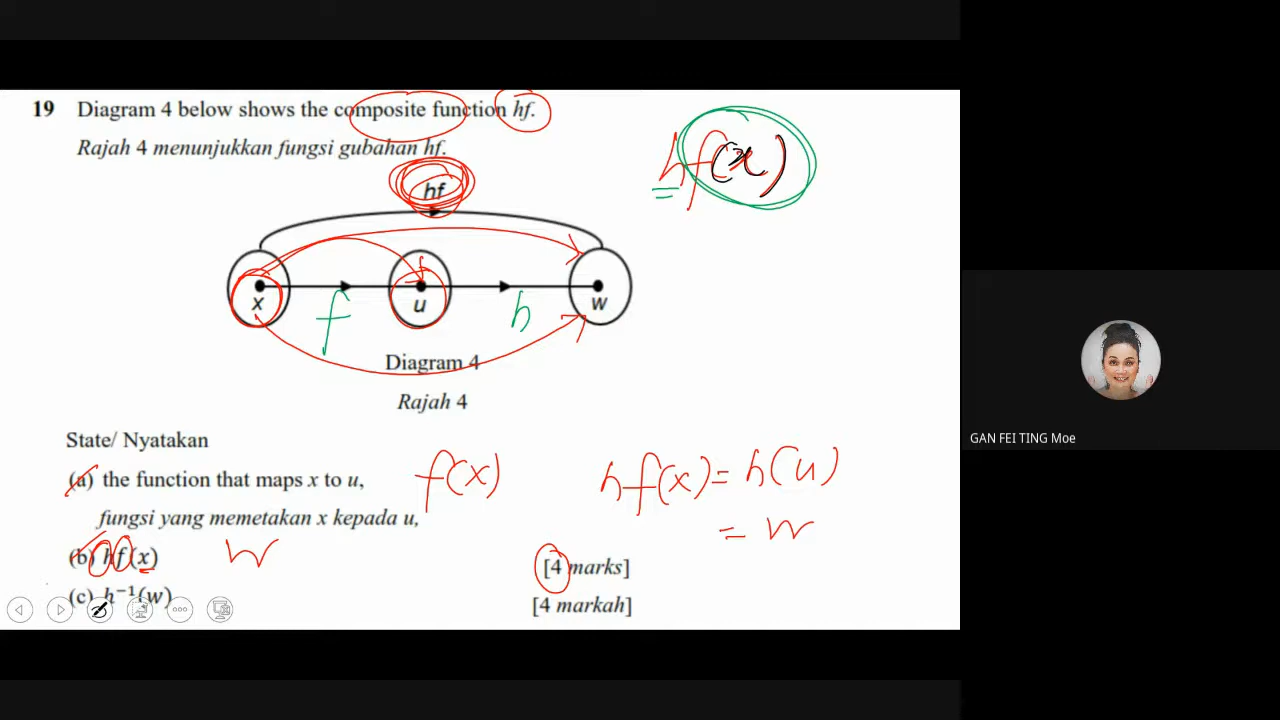 19 Diagram 4 below shows the composite function hf.
Rajah 4 menunjukkan fungsi gubahan hf.
hf(x)
hf
x u w
f h
Diagram 4
Rajah 4
GAN FEI TING Moe
State/ Nyatakan
(a) the function that maps x to u, f(x) hf(x) = h(u)
fungsi yang memetakan x kepada u, = w
(b) hf(x) W [4 marks]
(c) h⁻¹(w) [4 markah]